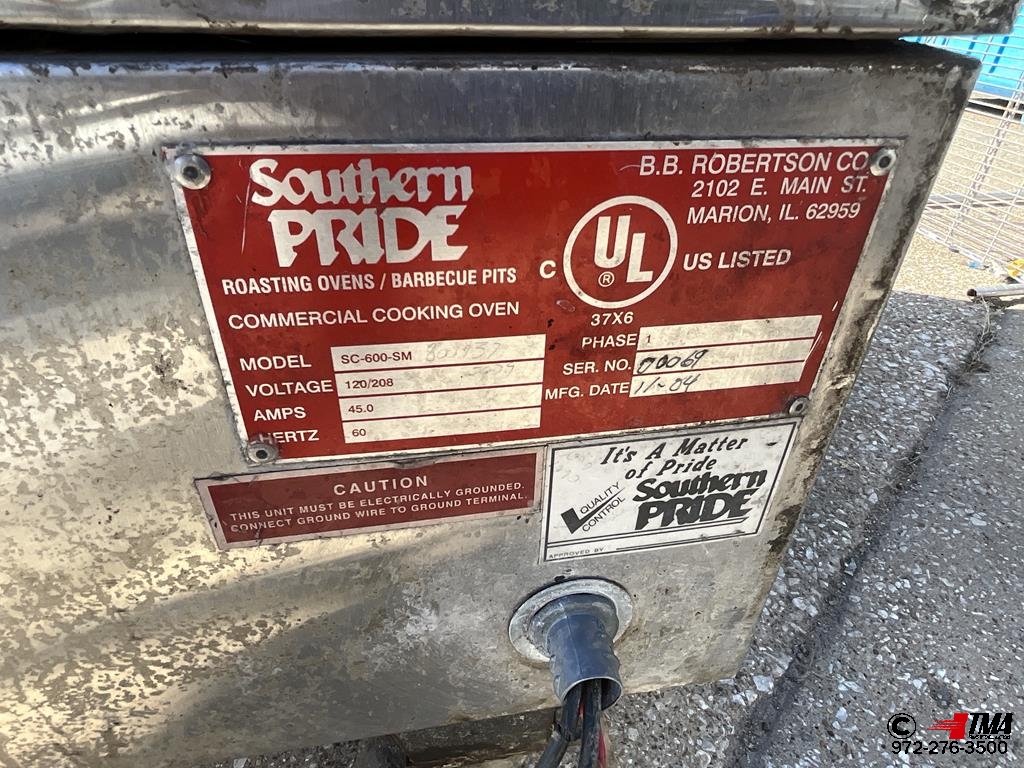 Southern
PRIDE
ROASTING OVENS / BARBECUE PITS
COMMERCIAL COOKING OVEN
MODEL SC-600-SM
VOLTAGE 120/208
AMPS 45.0
HERTZ 60
B.B. ROBERTSON CO
2102 E. MAIN ST.
MARION, IL. 62959
C UL ® US LISTED
37X6
PHASE 1
SER. NO. 00069
MFG. DATE 11-04
CAUTION
THIS UNIT MUST BE ELECTRICALLY GROUNDED.
CONNECT GROUND WIRE TO GROUND TERMINAL.
It's A Matter
of Pride
QUALITY
CONTROL
Southern
PRIDE
APPROVED BY
© TMA
972-276-3500